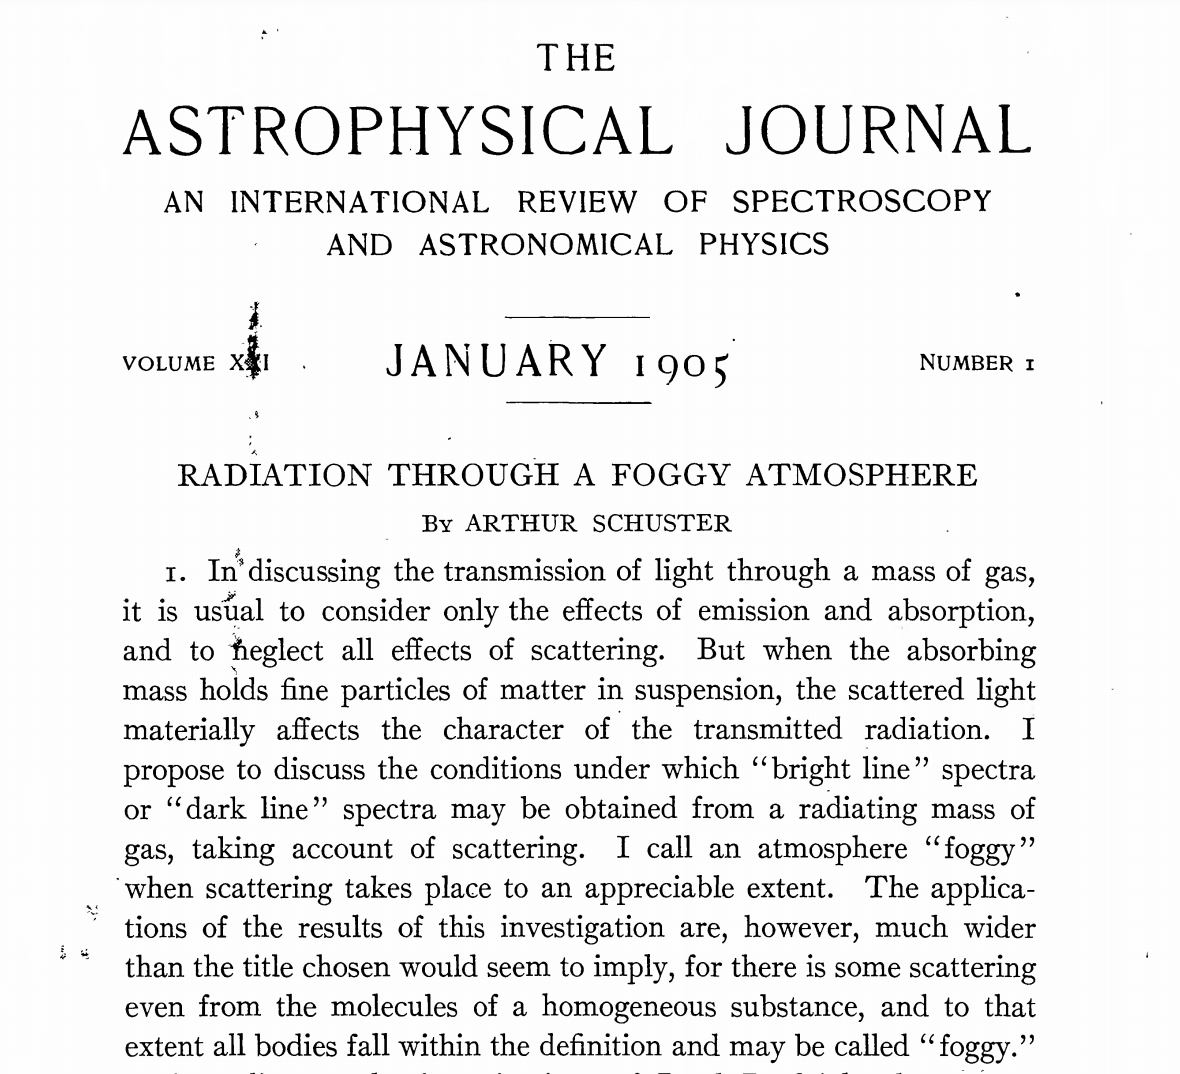 THE
ASTROPHYSICAL JOURNAL
AN INTERNATIONAL REVIEW OF SPECTROSCOPY
AND ASTRONOMICAL PHYSICS
VOLUME XXI JANUARY 1905 NUMBER 1
RADIATION THROUGH A FOGGY ATMOSPHERE
By ARTHUR SCHUSTER
1. In discussing the transmission of light through a mass of gas,
it is usual to consider only the effects of emission and absorption,
and to neglect all effects of scattering. But when the absorbing
mass holds fine particles of matter in suspension, the scattered light
materially affects the character of the transmitted radiation. I
propose to discuss the conditions under which “bright line” spectra
or “dark line” spectra may be obtained from a radiating mass of
gas, taking account of scattering. I call an atmosphere “foggy”
when scattering takes place to an appreciable extent. The applica-
tions of the results of this investigation are, however, much wider
than the title chosen would seem to imply, for there is some scattering
even from the molecules of a homogeneous substance, and to that
extent all bodies fall within the definition and may be called “foggy.”